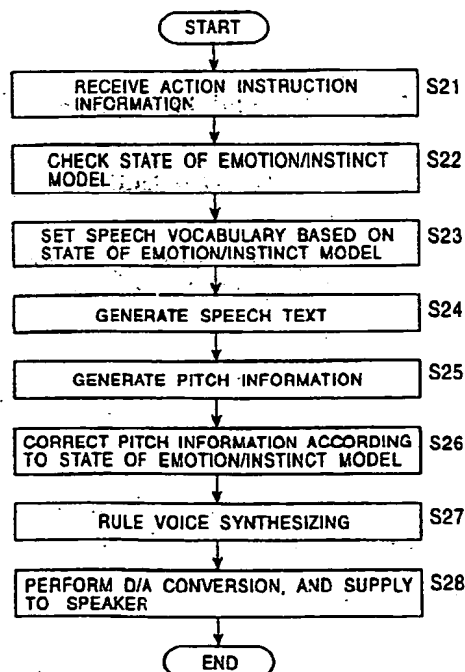 START
RECEIVE ACTION INSTRUCTION
INFORMATION
S21
CHECK STATE OF EMOTION/INSTINCT
MODEL
S22
SET SPEECH VOCABULARY BASED ON
STATE OF EMOTION/INSTINCT MODEL
S23
GENERATE SPEECH TEXT
S24
GENERATE PITCH INFORMATION
S25
CORRECT PITCH INFORMATION ACCORDING
TO STATE OF EMOTION/INSTINCT MODEL
S26
RULE VOICE SYNTHESIZING
S27
PERFORM D/A CONVERSION, AND SUPPLY
TO SPEAKER
S28
END